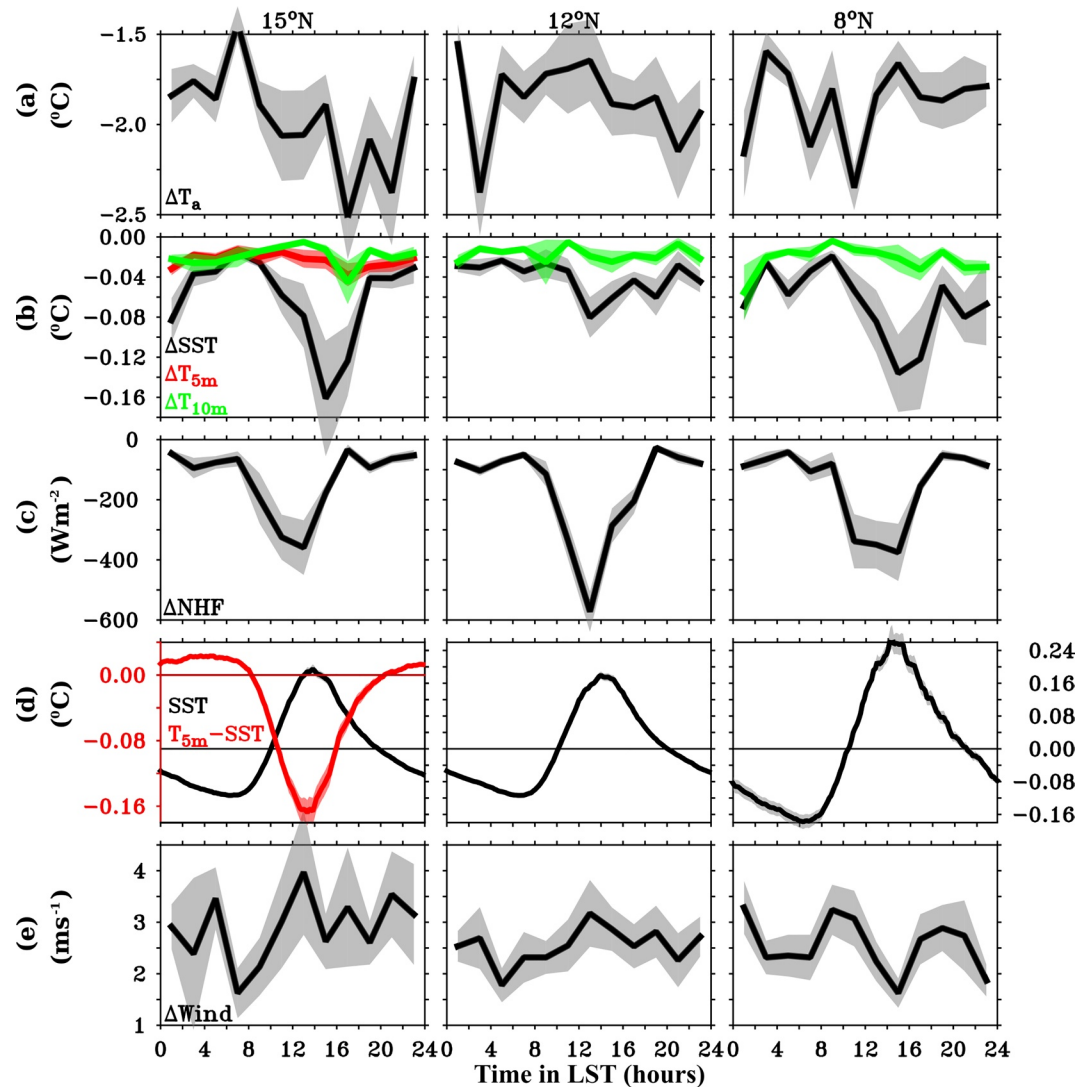 15°N 12°N 8°N
(a) (°C)
−1.5
−2.0
−2.5
ΔTa
(b) (°C)
0.00
−0.04
−0.08
−0.12
−0.16
ΔSST
ΔT5m
ΔT10m
(c) (Wm-2)
0
−200
−400
−600
ΔNHF
(d) (°C)
0.00
−0.08
−0.16
SST
T5m−SST
0.24
0.16
0.08
0.00
−0.08
−0.16
(e) (ms-1)
4
3
2
1
ΔWind
0 4 8 12 16 20 24 0 4 8 12 16 20 24 0 4 8 12 16 20 24
Time in LST (hours)